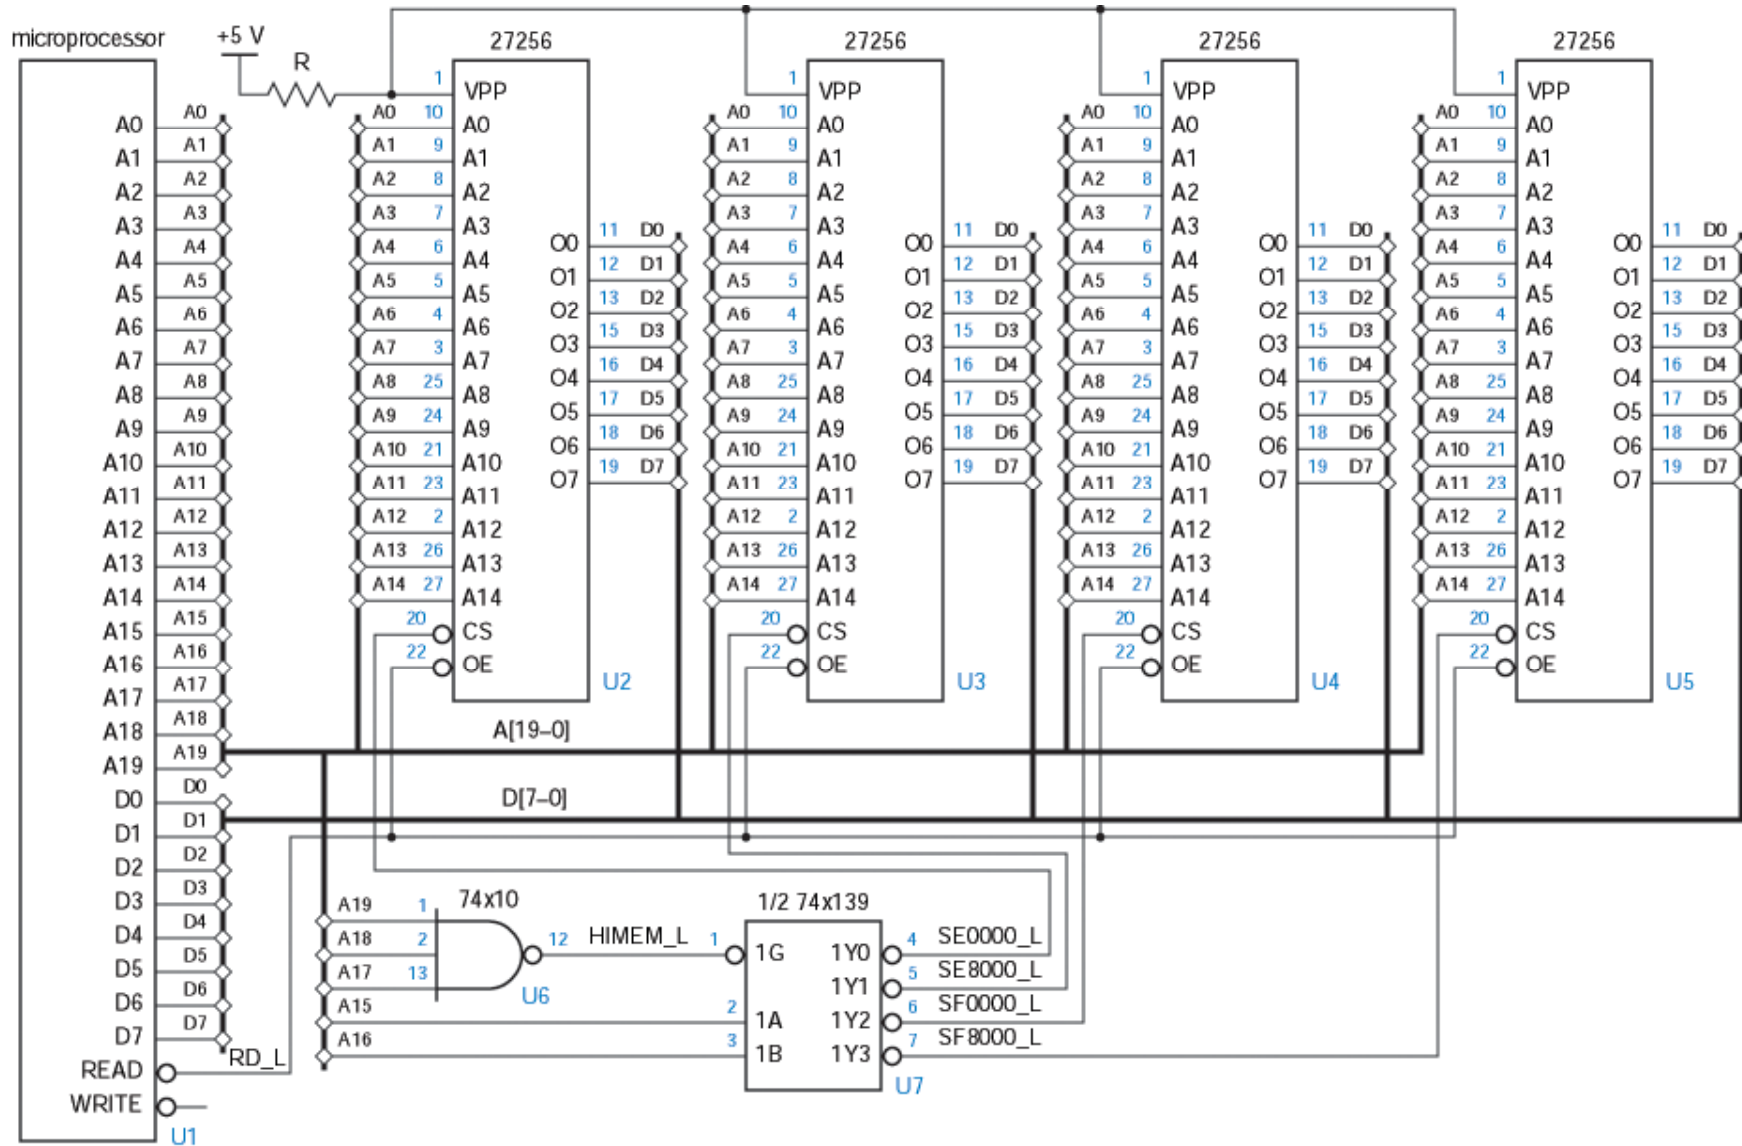 microprocessor
+5 V
R
A0 A0
A1 A1
A2 A2
A3 A3
A4 A4
A5 A5
A6 A6
A7 A7
A8 A8
A9 A9
A10 A10
A11 A11
A12 A12
A13 A13
A14 A14
A15 A15
A16 A16
A17 A17
A18 A18
A19 A19
D0 D0
D1 D1
D2 D2
D3 D3
D4 D4
D5 D5
D6 D6
D7 D7
READ RD_L
WRITE
U1
27256
1 VPP
A0 10 A0
A1 9 A1
A2 8 A2
A3 7 A3
A4 6 A4
A5 5 A5
A6 4 A6
A7 3 A7
A8 25 A8
A9 24 A9
A10 21 A10
A11 23 A11
A12 2 A12
A13 26 A13
A14 27 A14
20 CS
22 OE
O0 11 D0
O1 12 D1
O2 13 D2
O3 15 D3
O4 16 D4
O5 17 D5
O6 18 D6
O7 19 D7
U2
27256
1 VPP
A0 10 A0
A1 9 A1
A2 8 A2
A3 7 A3
A4 6 A4
A5 5 A5
A6 4 A6
A7 3 A7
A8 25 A8
A9 24 A9
A10 21 A10
A11 23 A11
A12 2 A12
A13 26 A13
A14 27 A14
20 CS
22 OE
O0 11 D0
O1 12 D1
O2 13 D2
O3 15 D3
O4 16 D4
O5 17 D5
O6 18 D6
O7 19 D7
U3
27256
1 VPP
A0 10 A0
A1 9 A1
A2 8 A2
A3 7 A3
A4 6 A4
A5 5 A5
A6 4 A6
A7 3 A7
A8 25 A8
A9 24 A9
A10 21 A10
A11 23 A11
A12 2 A12
A13 26 A13
A14 27 A14
20 CS
22 OE
O0 11 D0
O1 12 D1
O2 13 D2
O3 15 D3
O4 16 D4
O5 17 D5
O6 18 D6
O7 19 D7
U4
27256
1 VPP
A0 10 A0
A1 9 A1
A2 8 A2
A3 7 A3
A4 6 A4
A5 5 A5
A6 4 A6
A7 3 A7
A8 25 A8
A9 24 A9
A10 21 A10
A11 23 A11
A12 2 A12
A13 26 A13
A14 27 A14
20 CS
22 OE
O0 11 D0
O1 12 D1
O2 13 D2
O3 15 D3
O4 16 D4
O5 17 D5
O6 18 D6
O7 19 D7
U5
A[19–0]
D[7–0]
74x10
A19 1
A18 2
A17 13
12 HIMEM_L
U6
A15
A16
1/2 74x139
1 1G
2 1A
3 1B
1Y0 4 SE0000_L
1Y1 5 SE8000_L
1Y2 6 SF0000_L
1Y3 7 SF8000_L
U7